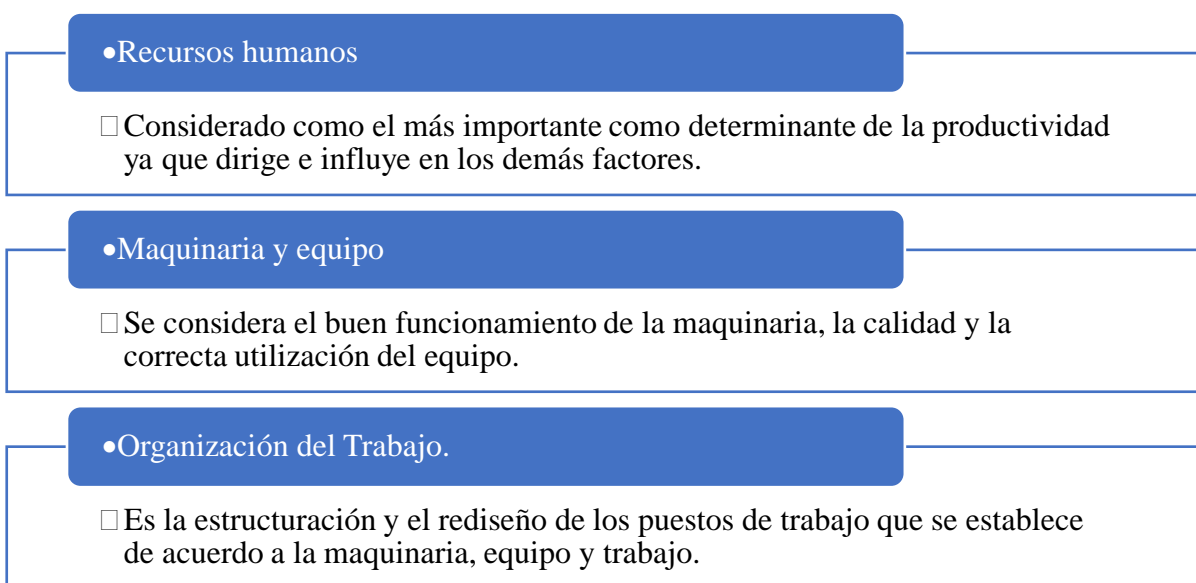 •Recursos humanos
□Considerado como el más importante como determinante de la productividad
ya que dirige e influye en los demás factores.
•Maquinaria y equipo
□Se considera el buen funcionamiento de la maquinaria, la calidad y la
correcta utilización del equipo.
•Organización del Trabajo.
□Es la estructuración y el rediseño de los puestos de trabajo que se establece
de acuerdo a la maquinaria, equipo y trabajo.